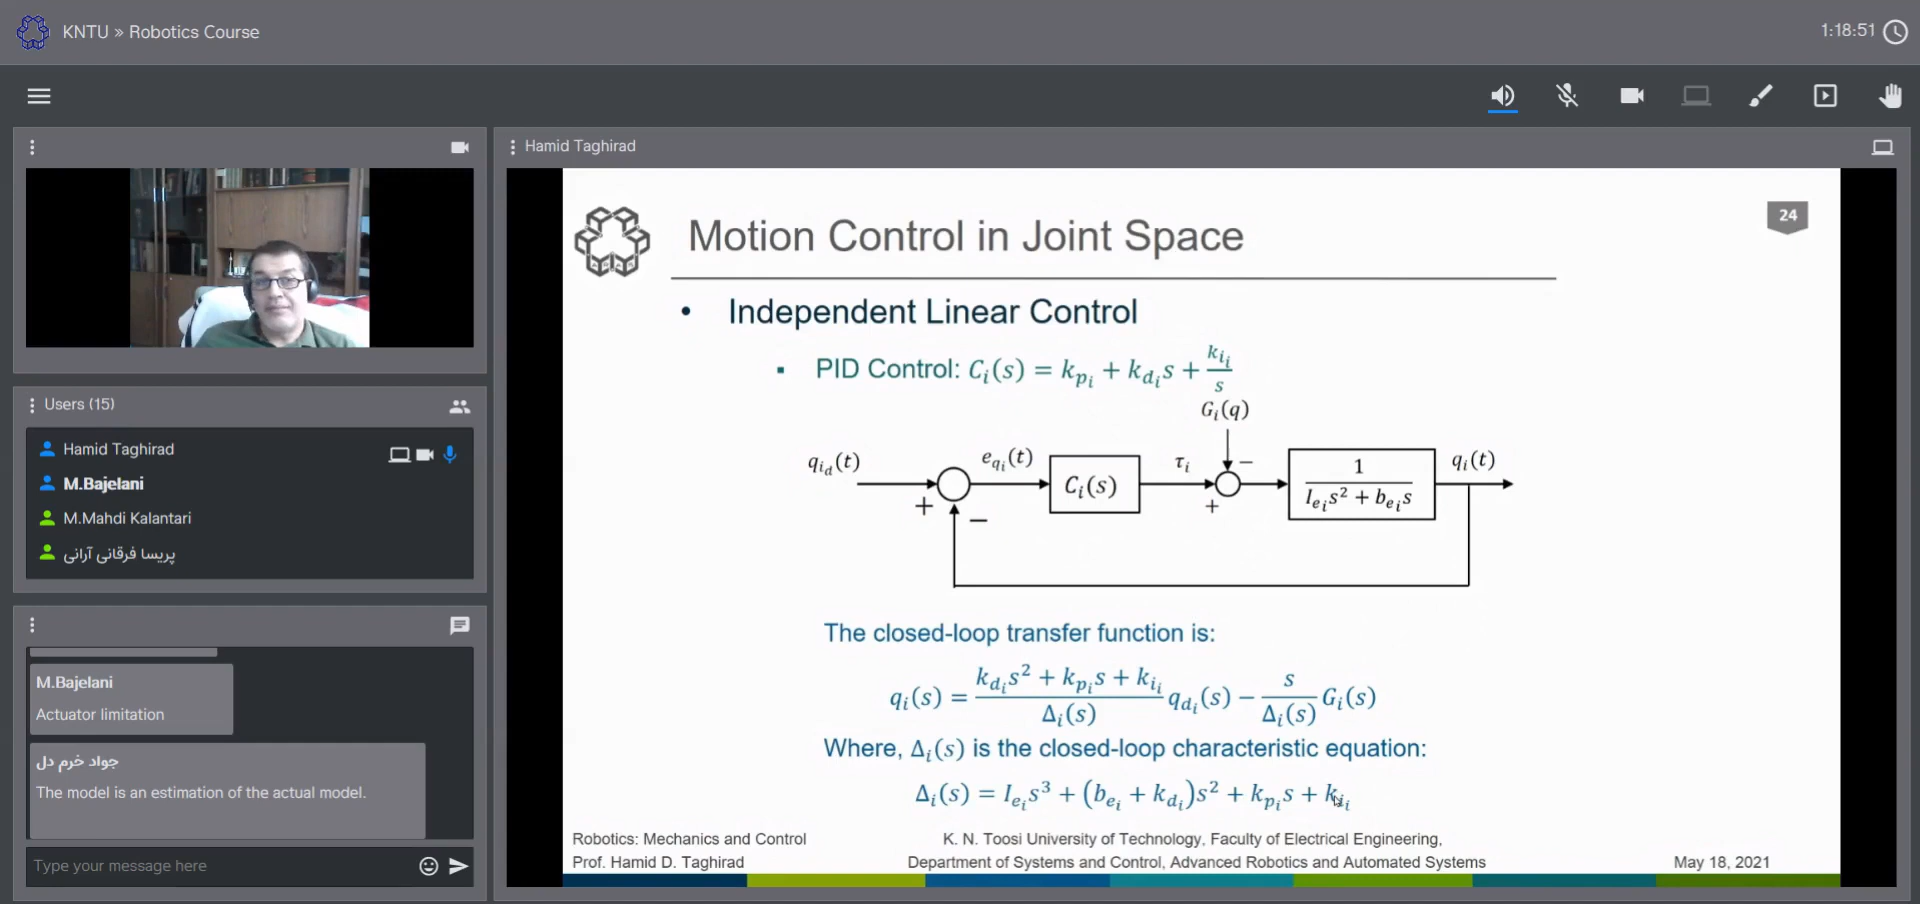 KNTU » Robotics Course
1:18:51
Hamid Taghirad
Users (15)
Hamid Taghirad
M.Bajelani
M.Mahdi Kalantari
پریسا فرقانی آرانی
M.Bajelani
Actuator limitation
جواد خرم دل
The model is an estimation of the actual model.
Type your message here
24
Motion Control in Joint Space
• Independent Linear Control
▪ PID Control: C_i(s) = k_{p_i} + k_{d_i}s + k_{i_i}/s
G_i(q)
q_{i_d}(t) e_{q_i}(t) τ_i q_i(t)
C_i(s) 1/(I_{e_i}s² + b_{e_i}s)
+ − + −
The closed-loop transfer function is:
q_i(s) = (k_{d_i}s² + k_{p_i}s + k_{i_i})/Δ_i(s) q_{d_i}(s) − s/Δ_i(s) G_i(s)
Where, Δ_i(s) is the closed-loop characteristic equation:
Δ_i(s) = I_{e_i}s³ + (b_{e_i} + k_{d_i})s² + k_{p_i}s + k_{i_i}
Robotics: Mechanics and Control
Prof. Hamid D. Taghirad
K. N. Toosi University of Technology, Faculty of Electrical Engineering,
Department of Systems and Control, Advanced Robotics and Automated Systems
May 18, 2021